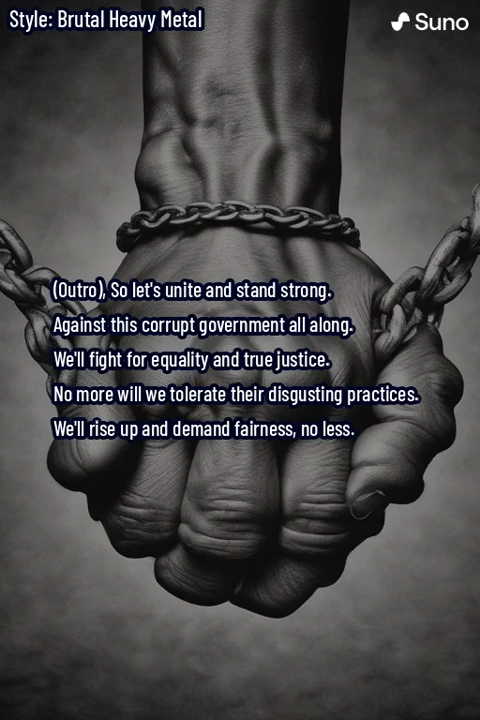 Style: Brutal Heavy Metal
Suno
(Outro), So let's unite and stand strong.
Against this corrupt government all along.
We'll fight for equality and true justice.
No more will we tolerate their disgusting practices.
We'll rise up and demand fairness, no less.